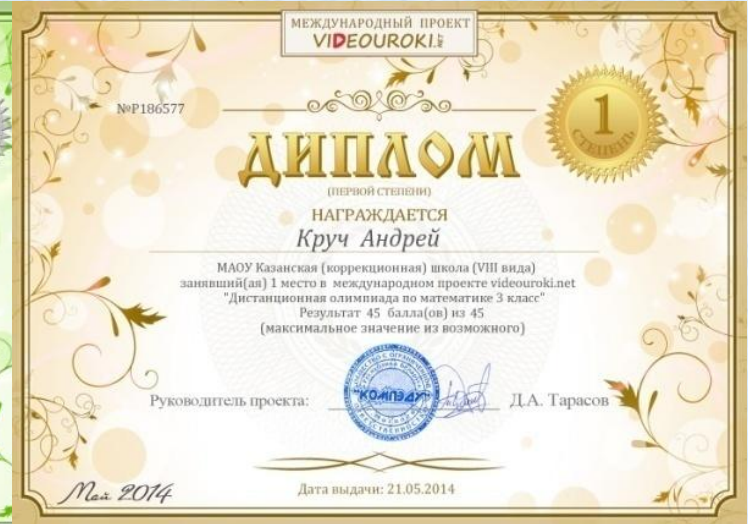 МЕЖДУНАРОДНЫЙ ПРОЕКТ
VIDEOUROKI.NET
№Р186577
1
СТЕПЕНЬ
ДИПЛОМ
(ПЕРВОЙ СТЕПЕНИ)
НАГРАЖДАЕТСЯ
Круч Андрей
МАОУ Казанская (коррекционная) школа (VIII вида)
занявший(ая) 1 место в международном проекте videouroki.net
"Дистанционная олимпиада по математике 3 класс"
Результат 45 балла(ов) из 45
(максимальное значение из возможного)
Руководитель проекта:
"КОМПЭДУ"
Д.А. Тарасов
Май 2014
Дата выдачи: 21.05.2014